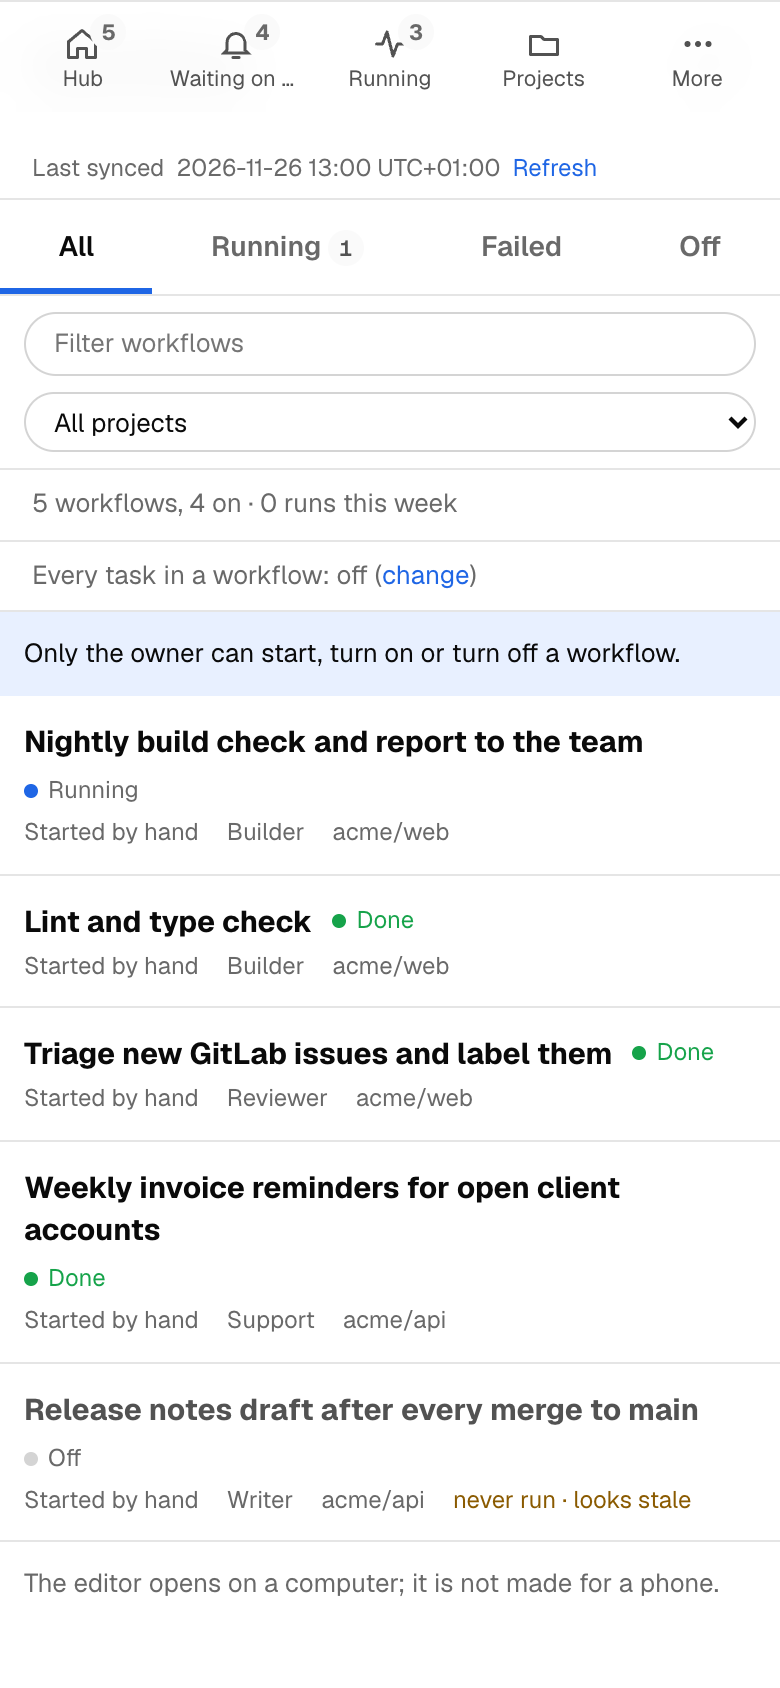 5 4 3
Hub Waiting on ... Running Projects More
Last synced 2026-11-26 13:00 UTC+01:00 Refresh
All Running 1 Failed Off
Filter workflows
All projects
5 workflows, 4 on · 0 runs this week
Every task in a workflow: off (change)
Only the owner can start, turn on or turn off a workflow.
Nightly build check and report to the team
Running
Started by hand Builder acme/web
Lint and type check Done
Started by hand Builder acme/web
Triage new GitLab issues and label them Done
Started by hand Reviewer acme/web
Weekly invoice reminders for open client
accounts
Done
Started by hand Support acme/api
Release notes draft after every merge to main
Off
Started by hand Writer acme/api never run · looks stale
The editor opens on a computer; it is not made for a phone.